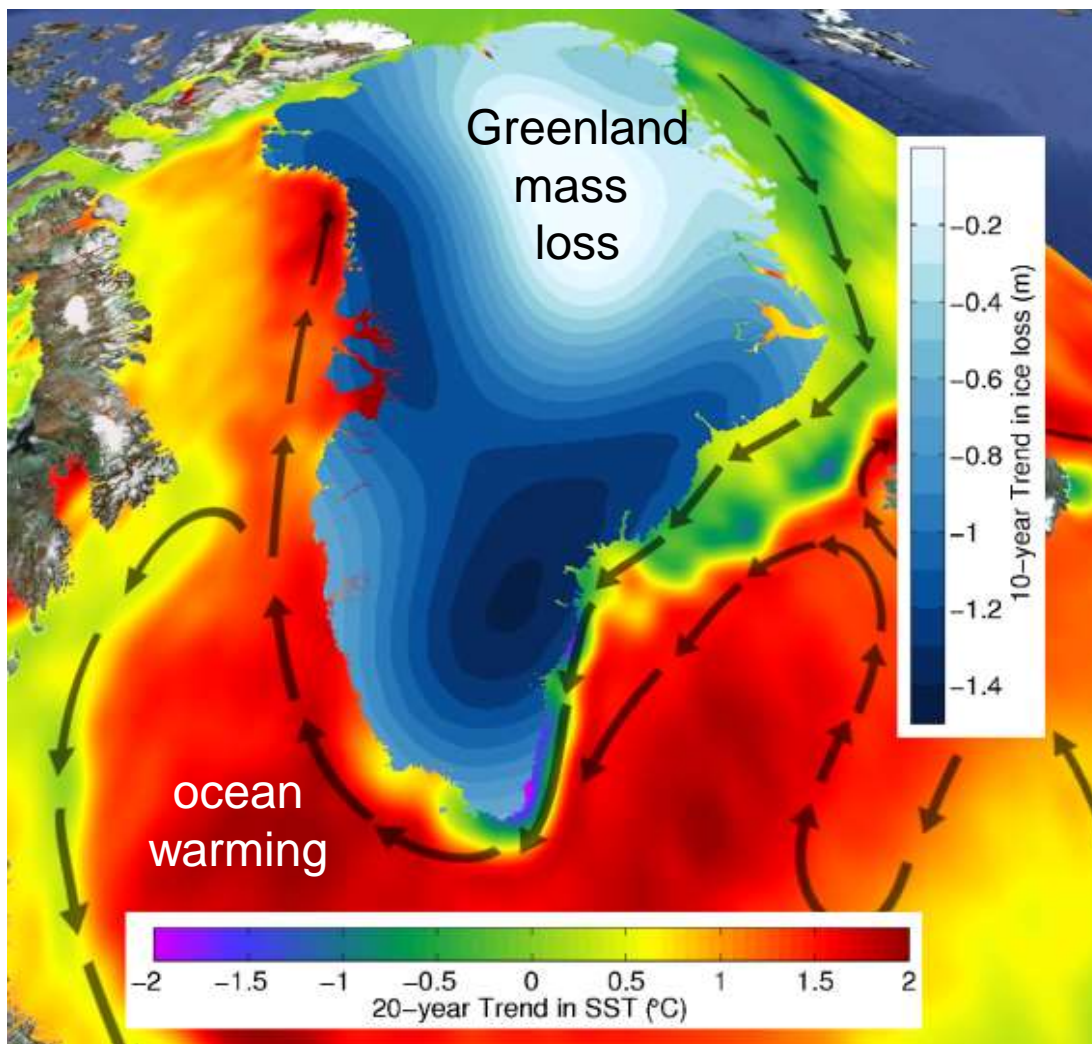 Greenland
mass
loss
−0.2
−0.4
−0.6
−0.8
−1
−1.2
−1.4
10−year Trend in ice loss (m)
ocean
warming
−2 −1.5 −1 −0.5 0 0.5 1 1.5 2
20−year Trend in SST (°C)